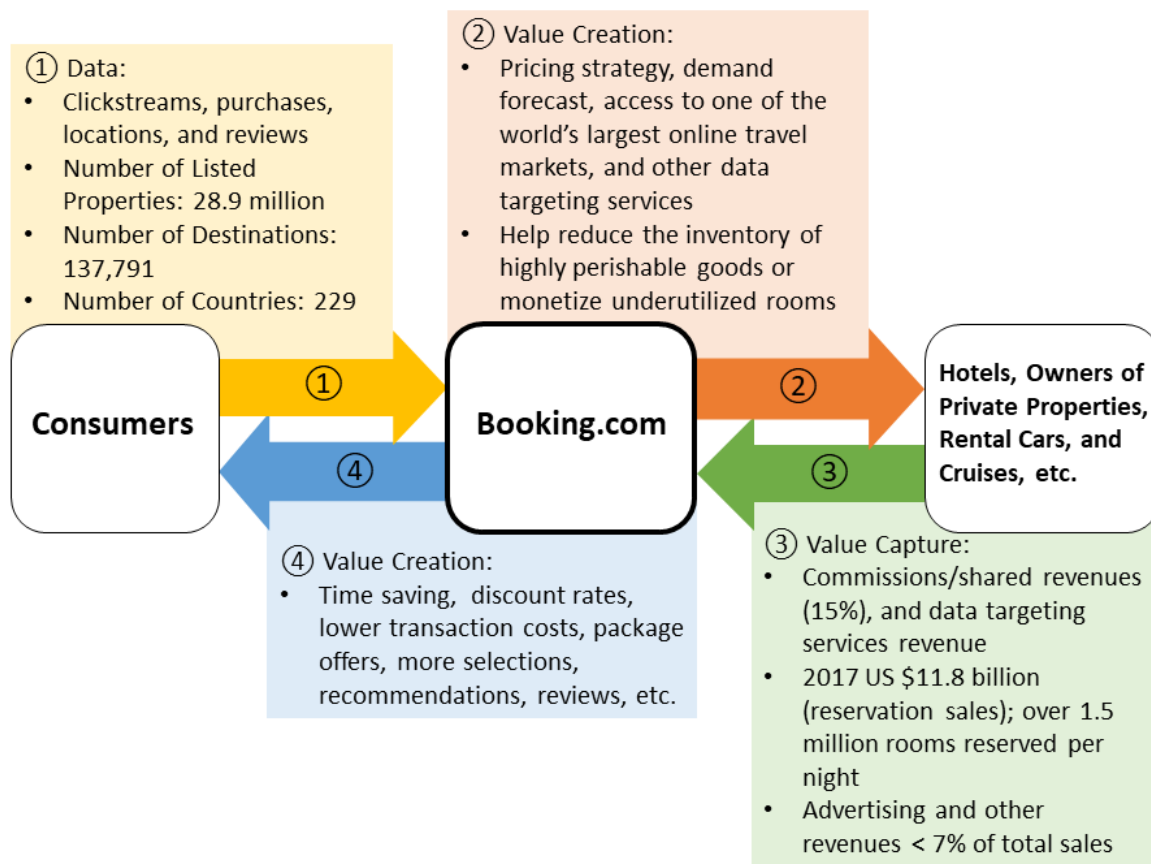 ① Data:
• Clickstreams, purchases,
locations, and reviews
• Number of Listed
Properties: 28.9 million
• Number of Destinations:
137,791
• Number of Countries: 229
② Value Creation:
• Pricing strategy, demand
forecast, access to one of the
world’s largest online travel
markets, and other data
targeting services
• Help reduce the inventory of
highly perishable goods or
monetize underutilized rooms
Consumers
①
④
Booking.com
②
③
Hotels, Owners of
Private Properties,
Rental Cars, and
Cruises, etc.
④ Value Creation:
• Time saving, discount rates,
lower transaction costs, package
offers, more selections,
recommendations, reviews, etc.
③ Value Capture:
• Commissions/shared revenues
(15%), and data targeting
services revenue
• 2017 US $11.8 billion
(reservation sales); over 1.5
million rooms reserved per
night
• Advertising and other
revenues < 7% of total sales